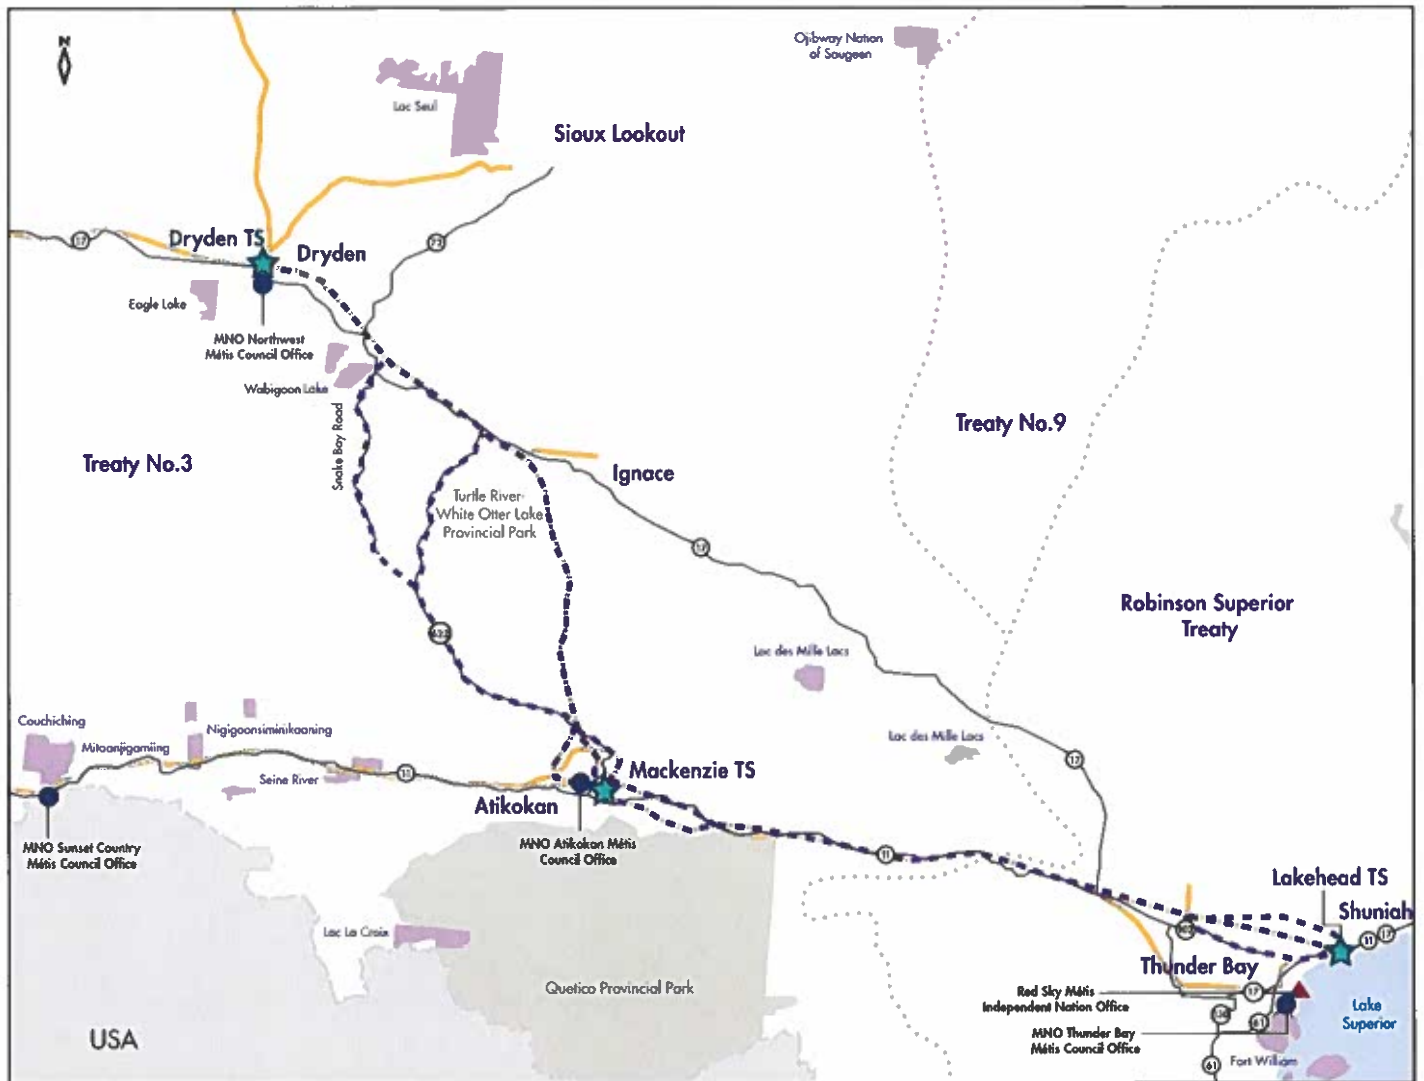 N
Ojibway Nation
of Saugeen
Lac Seul
Sioux Lookout
17
Dryden TS
Dryden
72
Eagle Lake
MNO Northwest
Métis Council Office
Wabigoon Lake
Snake Bay Road
Treaty No.9
Treaty No.3
Ignace
Turtle River-
White Otter Lake
Provincial Park
17
Robinson Superior
Treaty
622
Lac des Mille Lacs
Couchiching
Nigigoonsiminikaaning
Mitaanjigamiing
Lac des Mille Lacs
17
Seine River
11
Mackenzie TS
Atikokan
MNO Sunset Country
Métis Council Office
MNO Atikokan Métis
Council Office
11
Lakehead TS
Shuniah
Lac La Croix
11
17
Thunder Bay
Quetico Provincial Park
Red Sky Métis
Independent Nation Office
17
Lake
Superior
61
MNO Thunder Bay
Métis Council Office
USA
Fort William
61